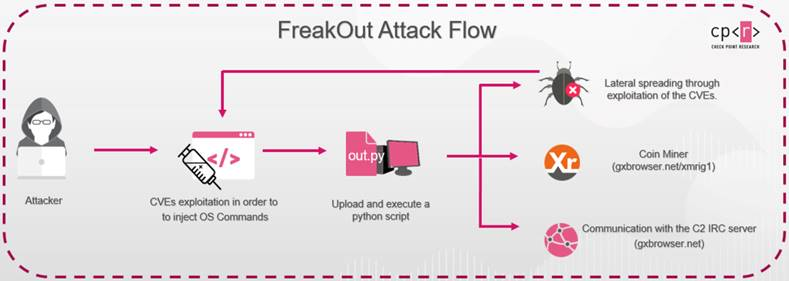 FreakOut Attack Flow
cp<r>
CHECK POINT RESEARCH
Attacker
</>
CVEs exploitation in order to
to inject OS Commands
out.py
Upload and execute a
python script
Lateral spreading through
exploitation of the CVEs.
Xr
Coin Miner
(gxbrowser.net/xmrig1)
Communication with the C2 IRC server
(gxbrowser.net)